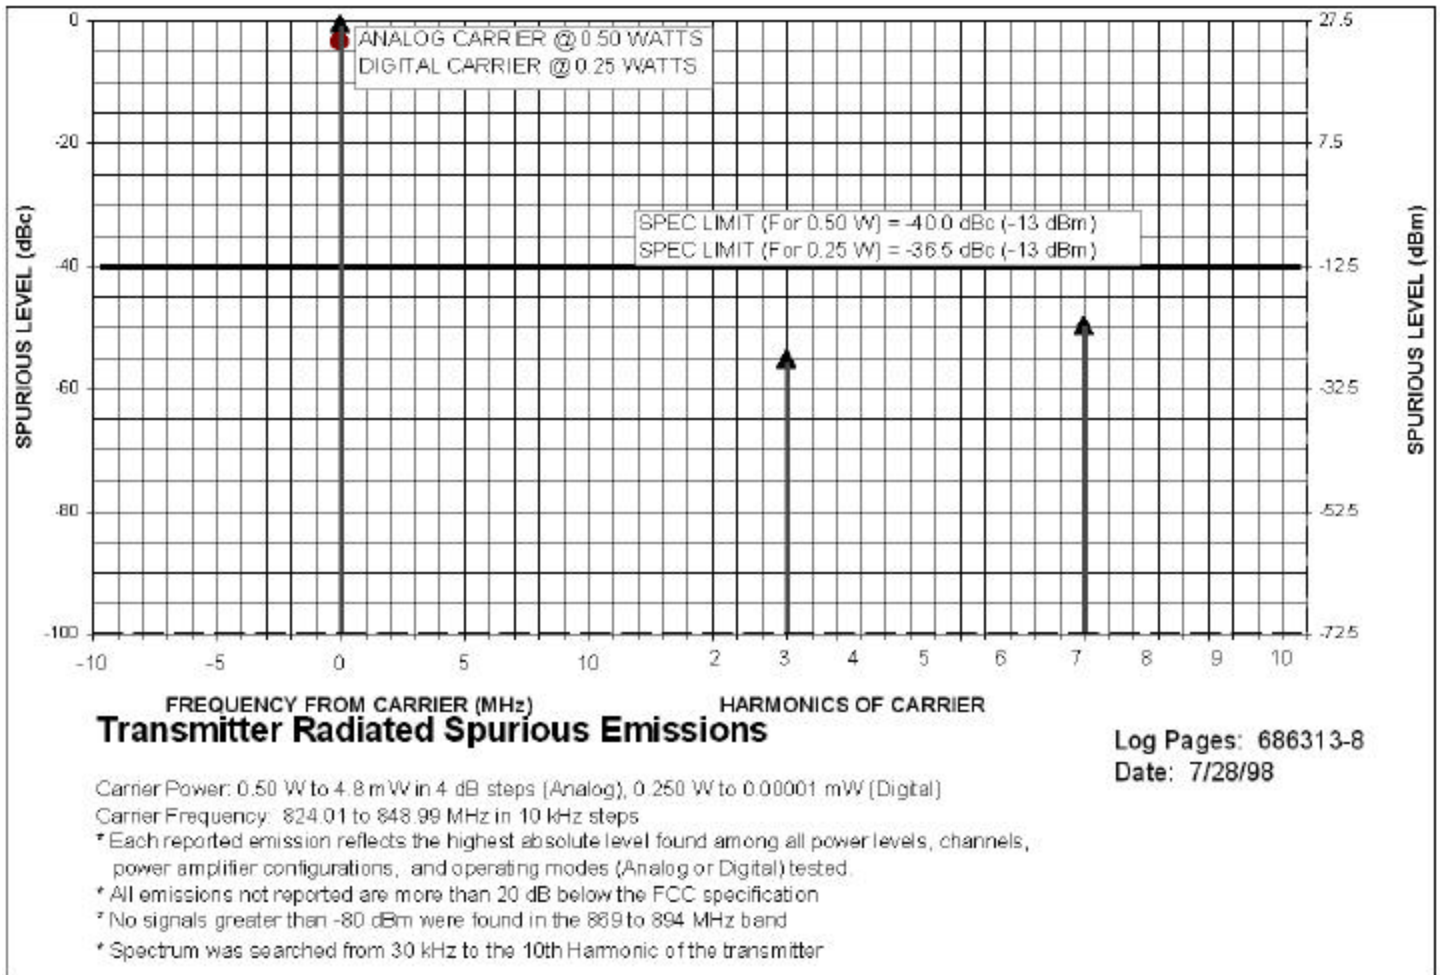 0
-20
-40
-60
-80
-100
SPURIOUS LEVEL (dBc)
ANALOG CARRIER @ 0.50 WATTS
DIGITAL CARRIER @ 0.25 WATTS
SPEC LIMIT (For 0.50 W) = -40.0 dBc (-13 dBm)
SPEC LIMIT (For 0.25 W) = -36.5 dBc (-13 dBm)
27.5
7.5
-12.5
-32.5
-52.5
-72.5
SPURIOUS LEVEL (dBm)
-10 -5 0 5 10 2 3 4 5 6 7 8 9 10
FREQUENCY FROM CARRIER (MHz) HARMONICS OF CARRIER
Transmitter Radiated Spurious Emissions
Log Pages: 686313-8
Date: 7/28/98
Carrier Power: 0.50 W to 4.8 mW in 4 dB steps (Analog), 0.250 W to 0.00001 mW (Digital)
Carrier Frequency: 824.01 to 848.99 MHz in 10 kHz steps
* Each reported emission reflects the highest absolute level found among all power levels, channels,
power amplifier configurations, and operating modes (Analog or Digital) tested.
* All emissions not reported are more than 20 dB below the FCC specification
* No signals greater than -80 dBm were found in the 869 to 894 MHz band
* Spectrum was searched from 30 kHz to the 10th Harmonic of the transmitter